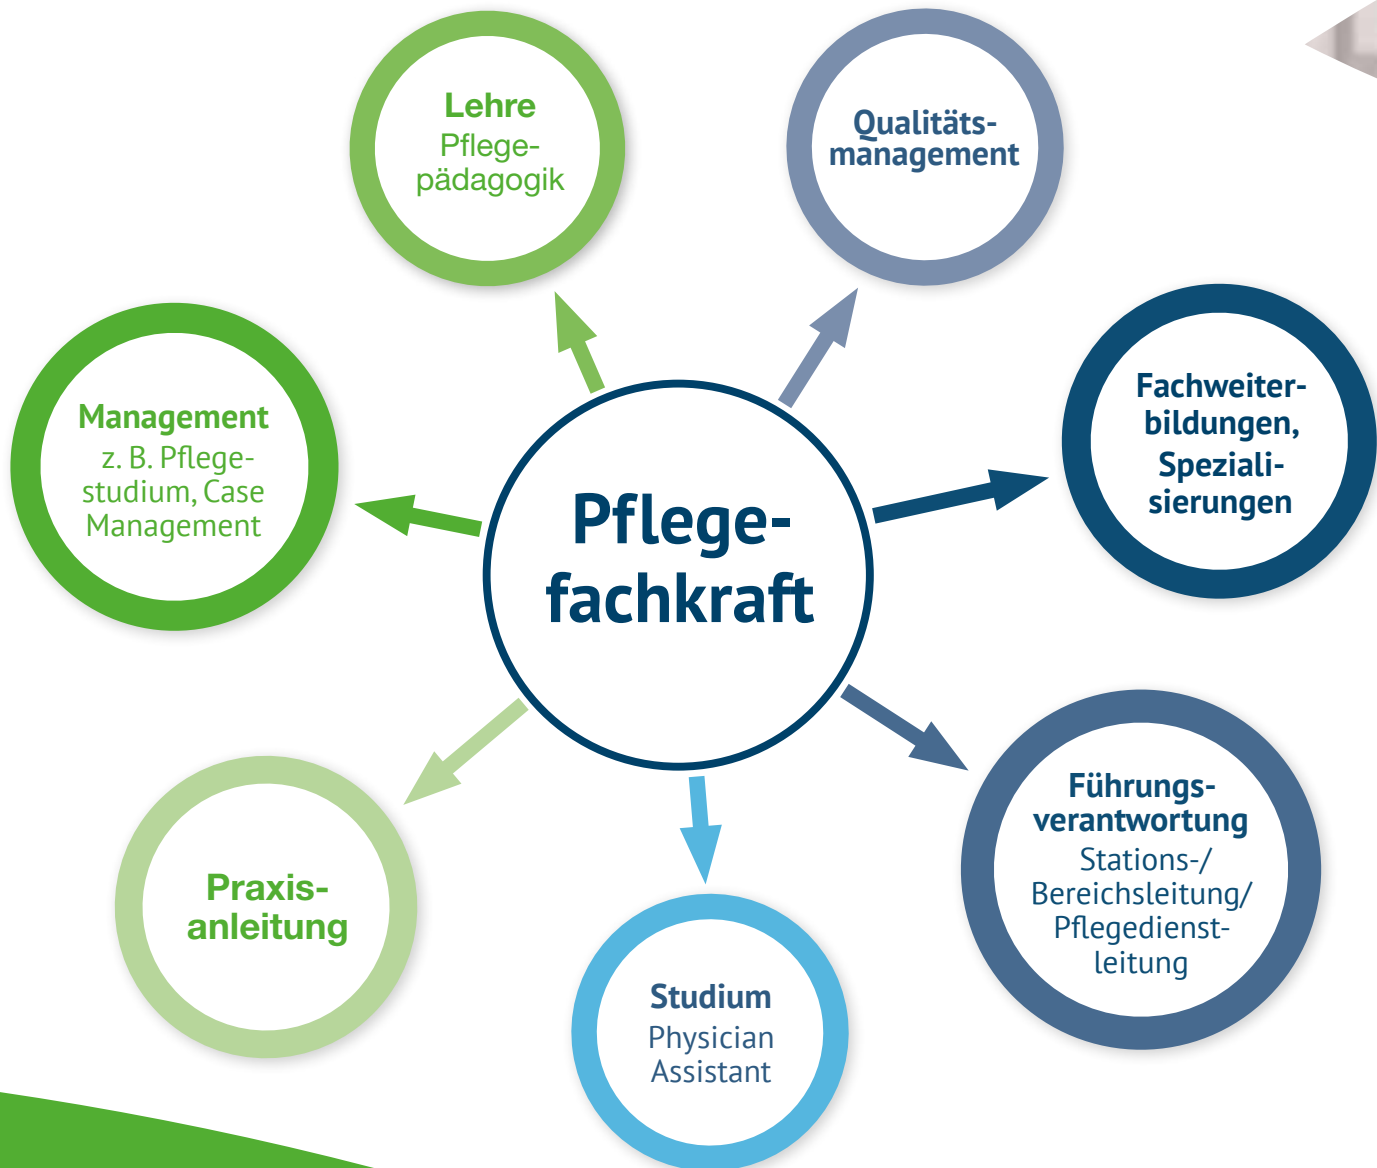 Lehre
Pflege-
pädagogik
Qualitäts-
management
Management
z. B. Pflege-
studium, Case
Management
Fachweiter-
bildungen,
Speziali-
sierungen
Pflege-
fachkraft
Praxis-
anleitung
Studium
Physician
Assistant
Führungs-
verantwortung
Stations-/
Bereichsleitung/
Pflegedienst-
leitung